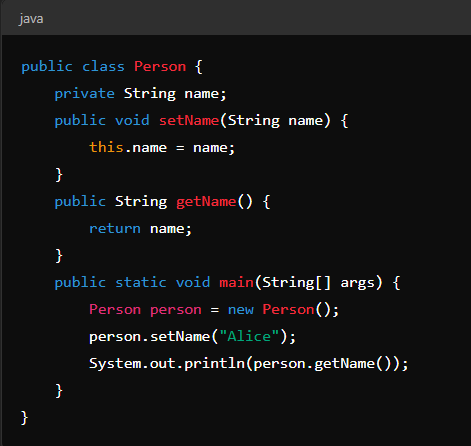 java
public class Person {
    private String name;
    public void setName(String name) {
        this.name = name;
    }
    public String getName() {
        return name;
    }
    public static void main(String[] args) {
        Person person = new Person();
        person.setName("Alice");
        System.out.println(person.getName());
    }
}